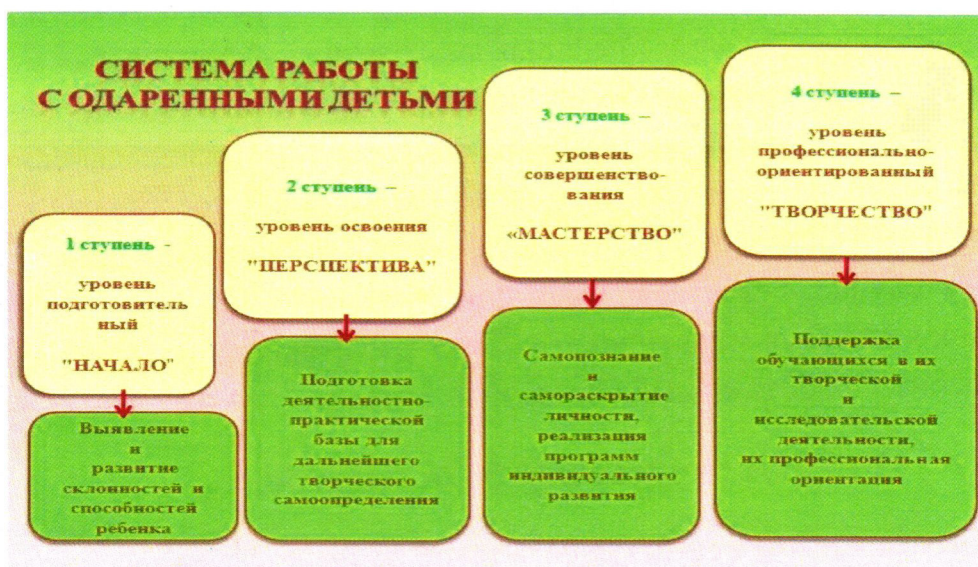 СИСТЕМА РАБОТЫ
С ОДАРЕННЫМИ ДЕТЬМИ
1 ступень -
уровень
подготовитель
ный
"НАЧАЛО"
Выявление
и
развитие
склонностей и
способностей
ребенка
2 ступень –
уровень освоения
"ПЕРСПЕКТИВА"
Подготовка
деятельностно-
практической
базы для
дальнейшего
творческого
самоопределения
3 ступень –
уровень
совершенство-
вания
«МАСТЕРСТВО"
Самопознание
и
самораскрытие
личности,
реализация
программ
индивидуального
развития
4 ступень –
уровень
профессионально-
ориентированный
"ТВОРЧЕСТВО"
Поддержка
обучающихся в их
творческой
и
исследовательской
деятельности,
их профессиональная
ориентация